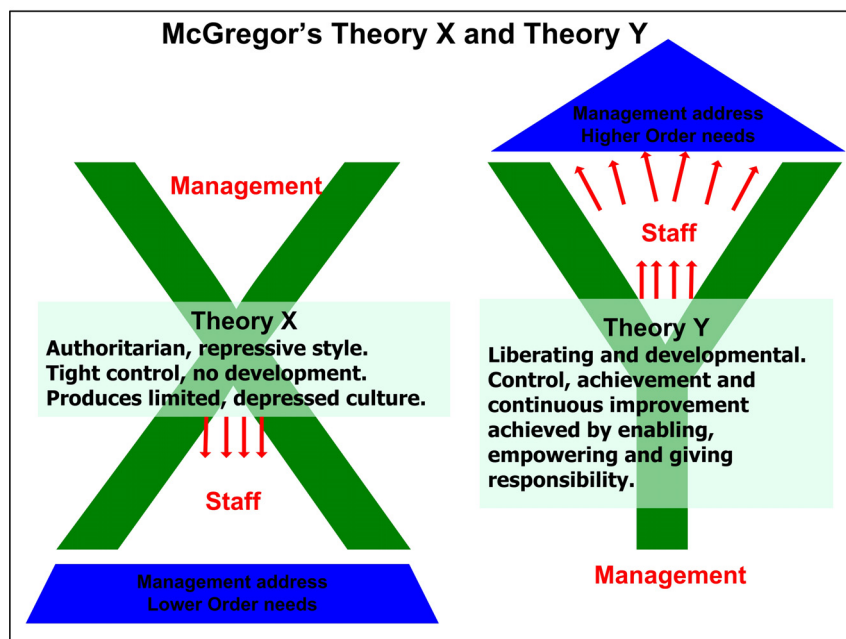 McGregor's Theory X and Theory Y
Management
Theory X
Authoritarian, repressive style.
Tight control, no development.
Produces limited, depressed culture.
Staff
Management address
Lower Order needs
Management address
Higher Order needs
Staff
Theory Y
Liberating and developmental.
Control, achievement and
continuous improvement
achieved by enabling,
empowering and giving
responsibility.
Management